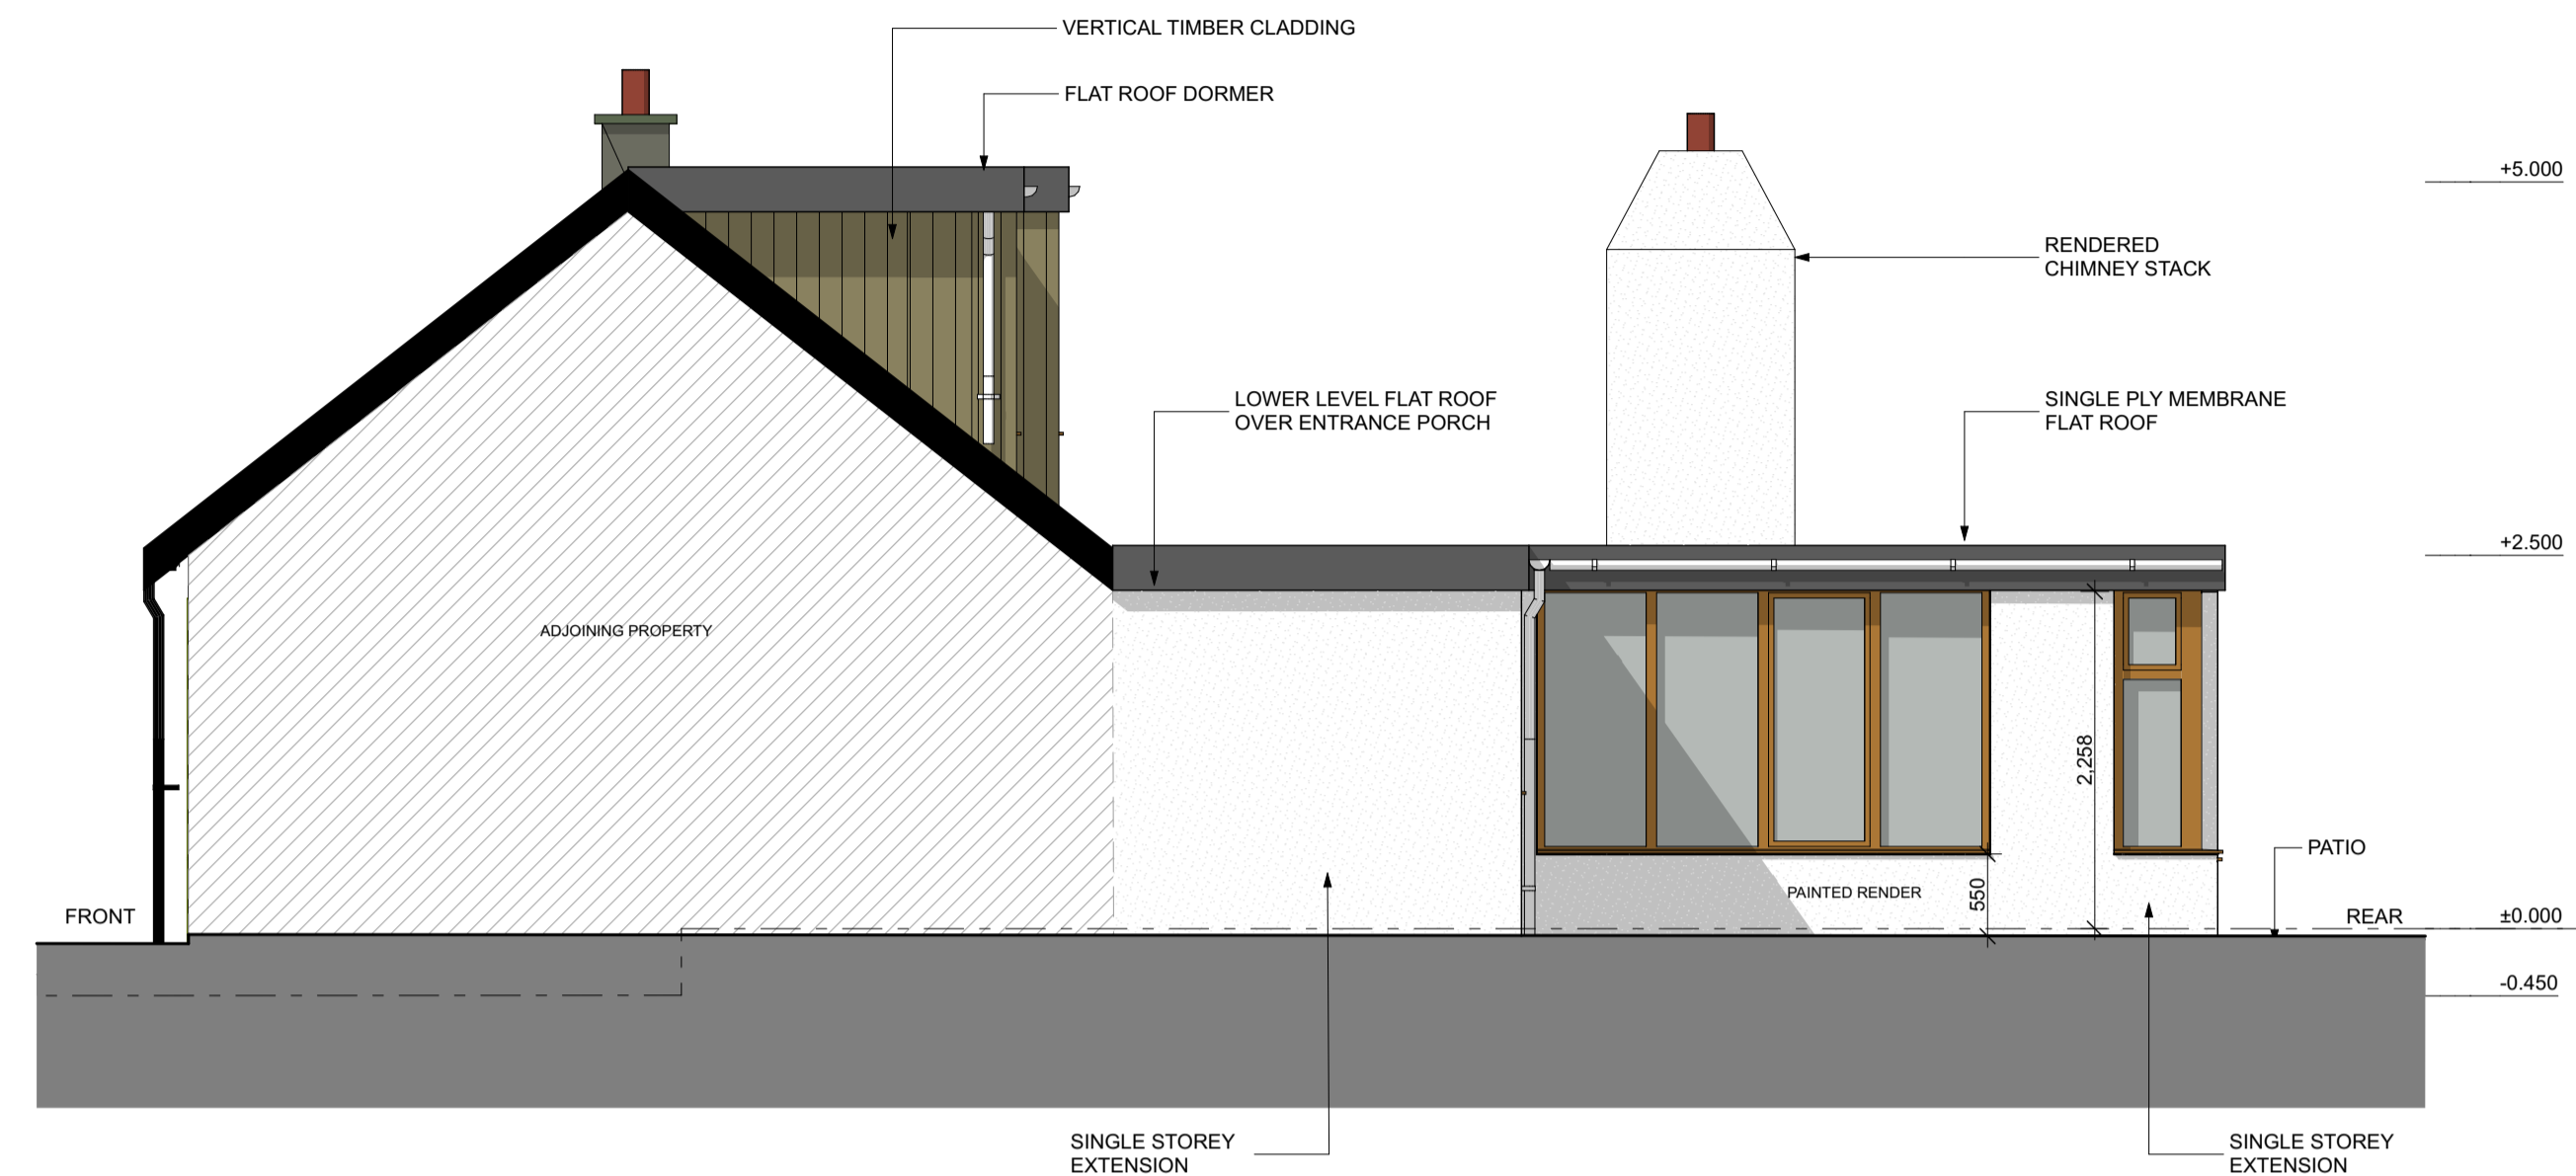 VERTICAL TIMBER CLADDING
FLAT ROOF DORMER
+5.000
RENDERED
CHIMNEY STACK
LOWER LEVEL FLAT ROOF
OVER ENTRANCE PORCH
SINGLE PLY MEMBRANE
FLAT ROOF
+2.500
ADJOINING PROPERTY
2,258
PATIO
550
PAINTED RENDER
FRONT
REAR
±0.000
-0.450
SINGLE STOREY
EXTENSION
SINGLE STOREY
EXTENSION